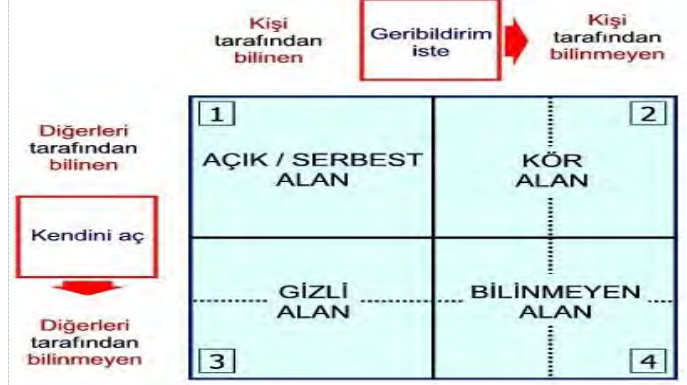 Kişi
tarafından
bilinen
Geribildirim
iste
Kişi
tarafından
bilinmeyen
Diğerleri
tarafından
bilinen
Kendini aç
Diğerleri
tarafından
bilinmeyen
1
AÇIK / SERBEST
ALAN
2
KÖR
ALAN
GİZLİ
ALAN
3
BİLİNMEYEN
ALAN
4